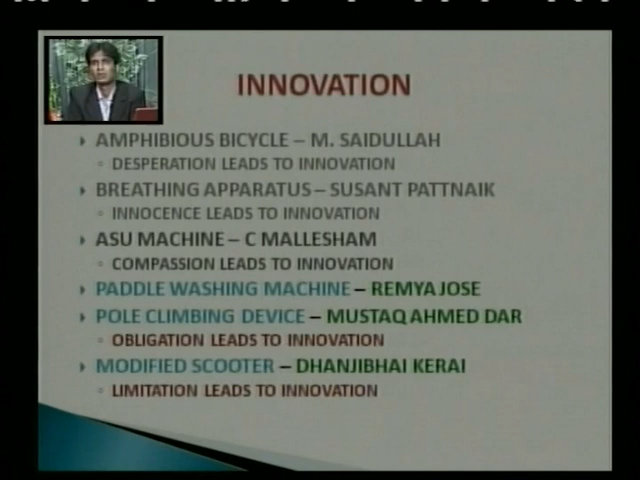 INNOVATION
AMPHIBIOUS BICYCLE – M. SAIDULLAH
DESPERATION LEADS TO INNOVATION
BREATHING APPARATUS – SUSANT PATTNAIK
INNOCENCE LEADS TO INNOVATION
ASU MACHINE – C MALLESHAM
COMPASSION LEADS TO INNOVATION
PADDLE WASHING MACHINE – REMYA JOSE
POLE CLIMBING DEVICE – MUSTAQ AHMED DAR
OBLIGATION LEADS TO INNOVATION
MODIFIED SCOOTER – DHANJIBHAI KERAI
LIMITATION LEADS TO INNOVATION